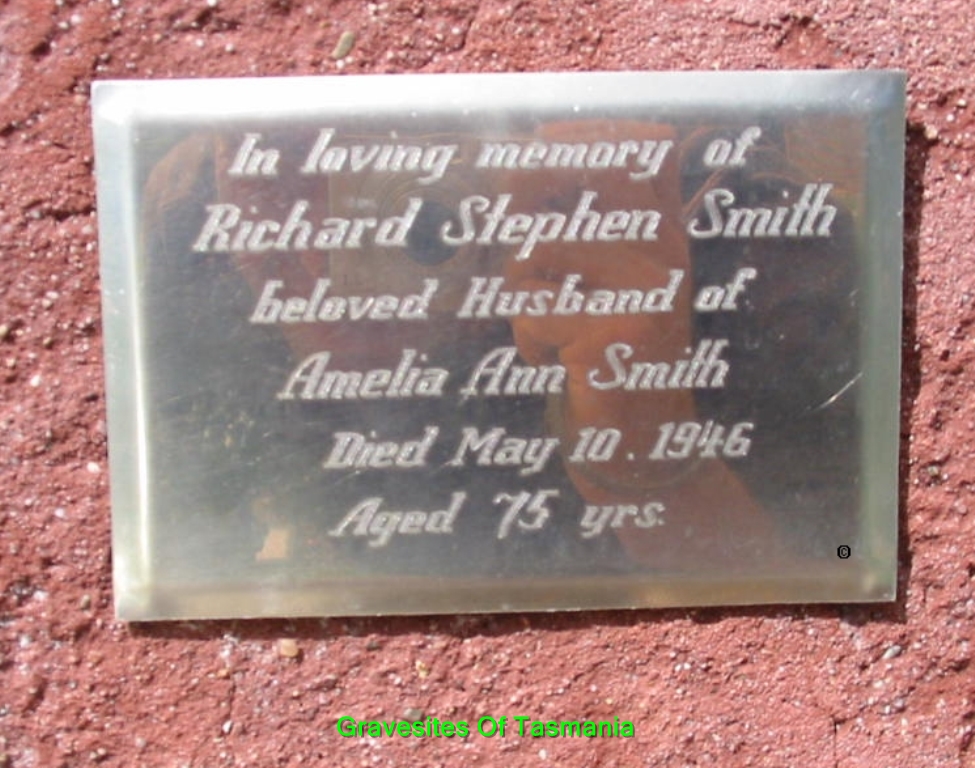 In loving memory of
Richard Stephen Smith
beloved Husband of
Amelia Ann Smith
Died May 10. 1946
Aged 75 yrs.
©
Gravesites Of Tasmania